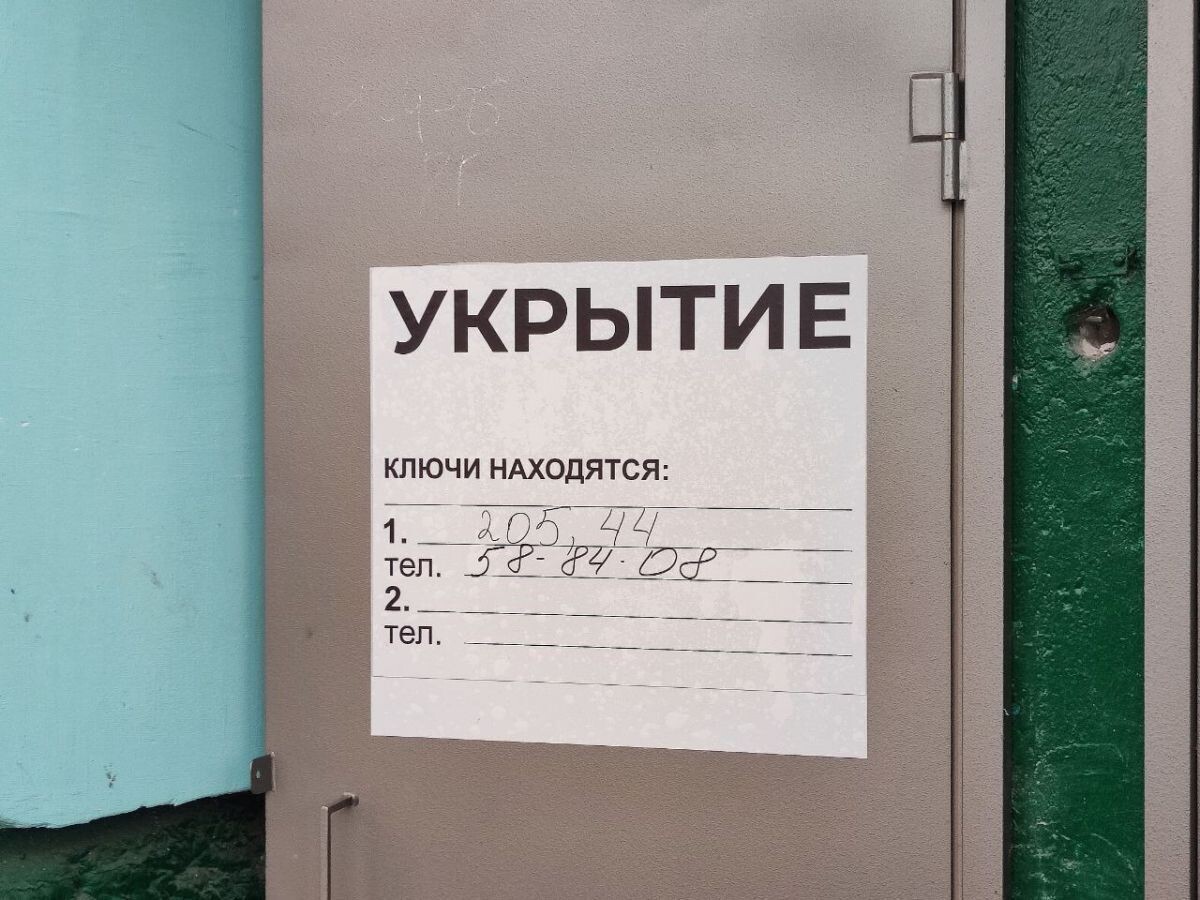 УКРЫТИЕ
КЛЮЧИ НАХОДЯТСЯ:
1. 205, 44
тел. 58-84-08
2.
тел.